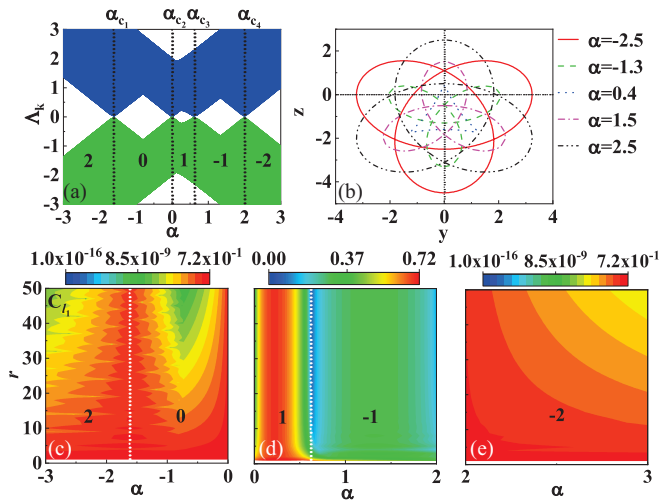 α_c1 α_c2 α_c3 α_c4
3
2
1
0
-1
-2
-3
Λ_k
2 0 1 -1 -2
(a)
-3 -2 -1 0 1 2 3
α
2
0
-2
-4
z
(b)
-4 -2 0 2 4
y
α=-2.5
α=-1.3
α=0.4
α=1.5
α=2.5
1.0x10^-16 8.5x10^-9 7.2x10^-1
50
40
30
20
10
0
r
C_l1
2 0
(c)
-3 -2 -1 0
α
0.00 0.37 0.72
1 -1
(d)
0 1 2
α
1.0x10^-16 8.5x10^-9 7.2x10^-1
-2
(e)
2 3
α